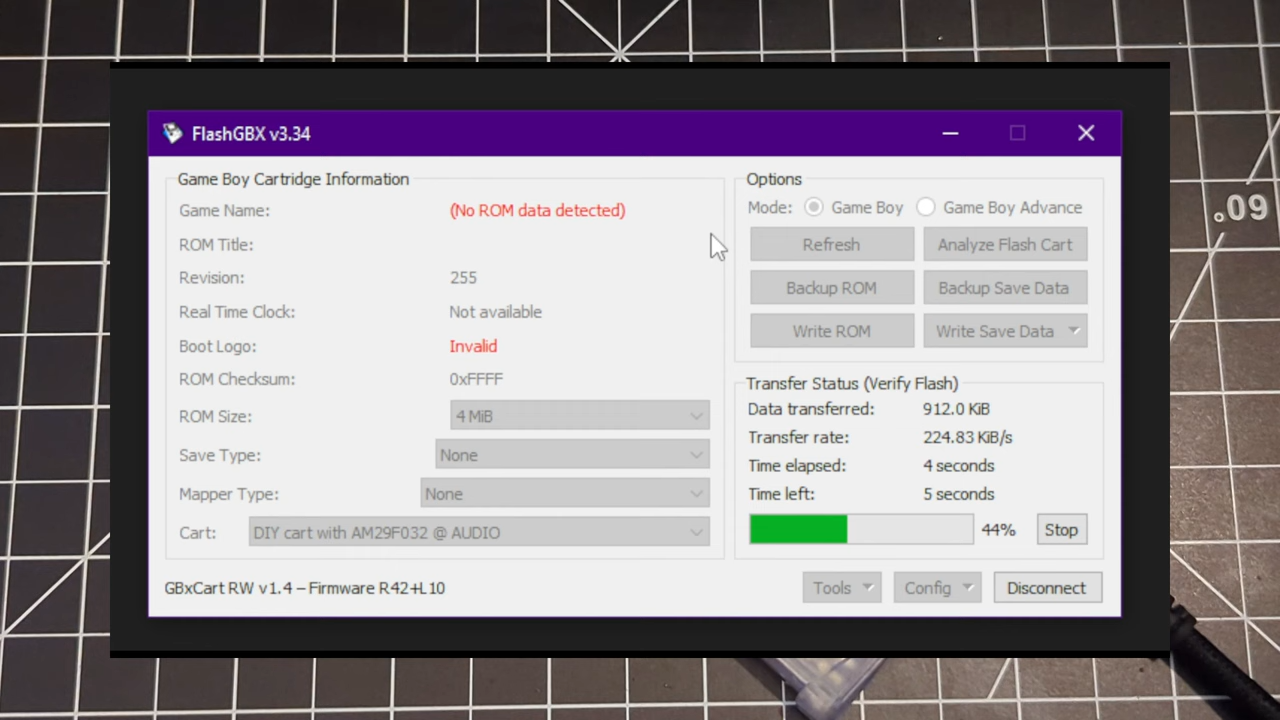 FlashGBX v3.34
Game Boy Cartridge Information
Game Name: (No ROM data detected)
ROM Title:
Revision: 255
Real Time Clock: Not available
Boot Logo: Invalid
ROM Checksum: 0xFFFF
ROM Size: 4 MiB
Save Type: None
Mapper Type: None
Cart: DIY cart with AM29F032 @ AUDIO
GBxCart RW v1.4 – Firmware R42+L10
Options
Mode: Game Boy Game Boy Advance
Refresh Analyze Flash Cart
Backup ROM Backup Save Data
Write ROM Write Save Data
Transfer Status (Verify Flash)
Data transferred: 912.0 KiB
Transfer rate: 224.83 KiB/s
Time elapsed: 4 seconds
Time left: 5 seconds
44% Stop
Tools Config Disconnect
.09